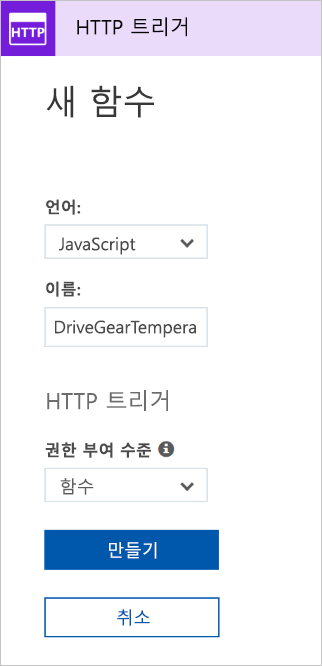 HTTP
HTTP 트리거
새 함수
언어:
JavaScript
이름:
DriveGearTempera
HTTP 트리거
권한 부여 수준
함수
만들기
취소